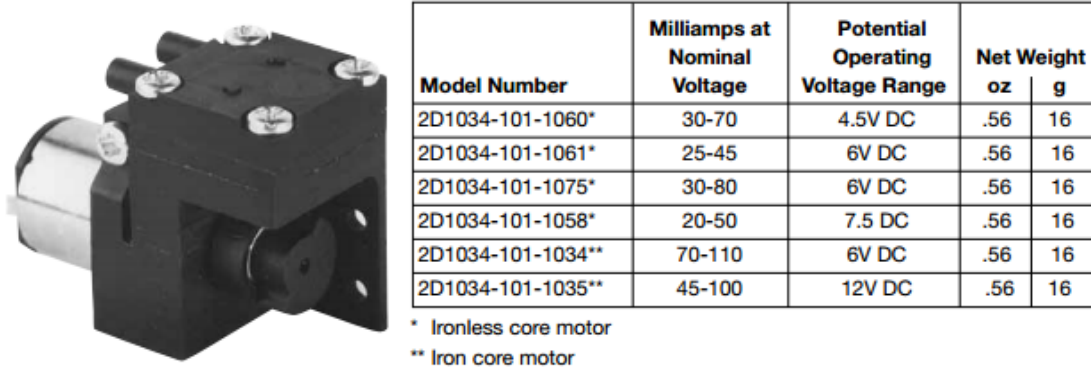 Model Number Milliamps at Nominal Voltage Potential Operating Voltage Range Net Weight oz g
2D1034-101-1060* 30-70 4.5V DC .56 16
2D1034-101-1061* 25-45 6V DC .56 16
2D1034-101-1075* 30-80 6V DC .56 16
2D1034-101-1058* 20-50 7.5 DC .56 16
2D1034-101-1034** 70-110 6V DC .56 16
2D1034-101-1035** 45-100 12V DC .56 16
* Ironless core motor
** Iron core motor